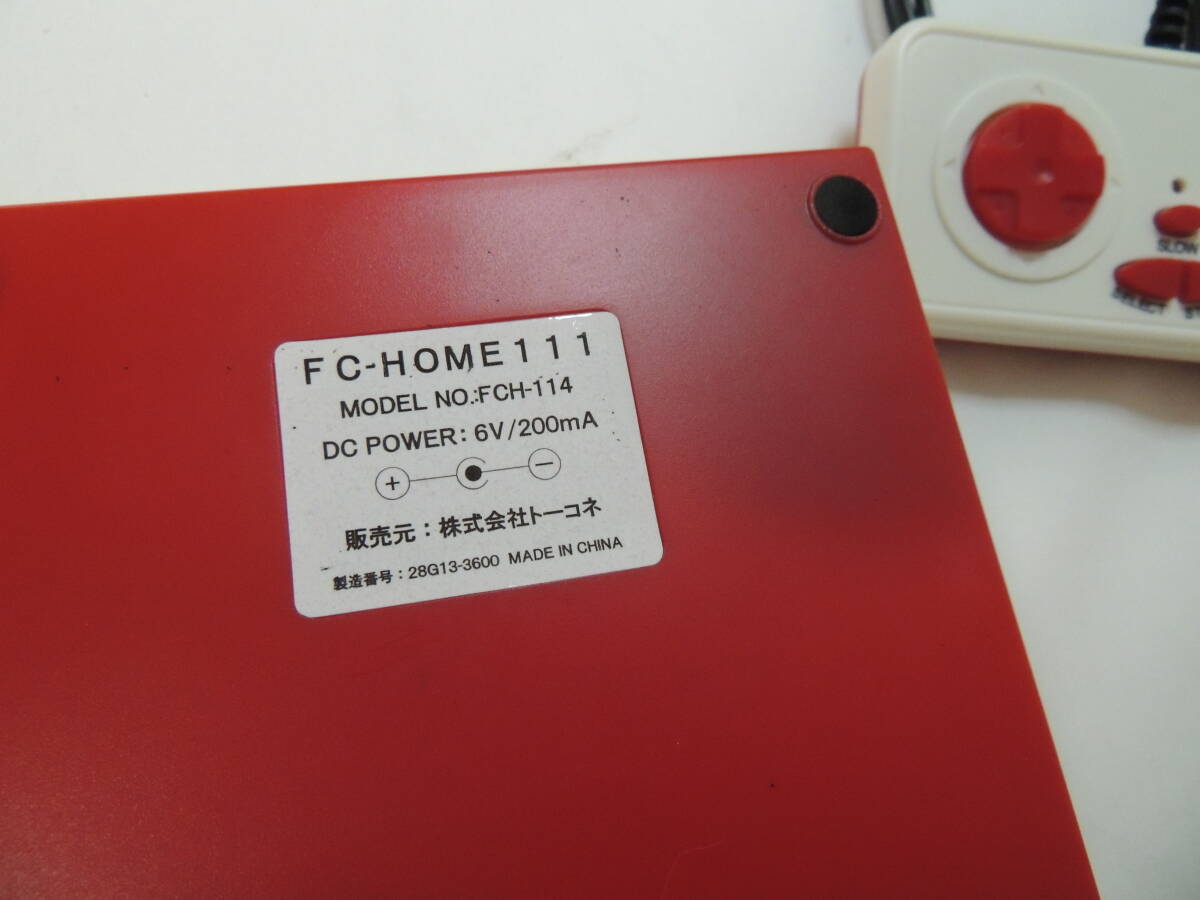 FC-HOME111
MODEL NO.:FCH-114
DC POWER: 6V/200mA
販売元：株式会社トーコネ
製造番号：28G13-3600 MADE IN CHINA
SLOW
SELECT